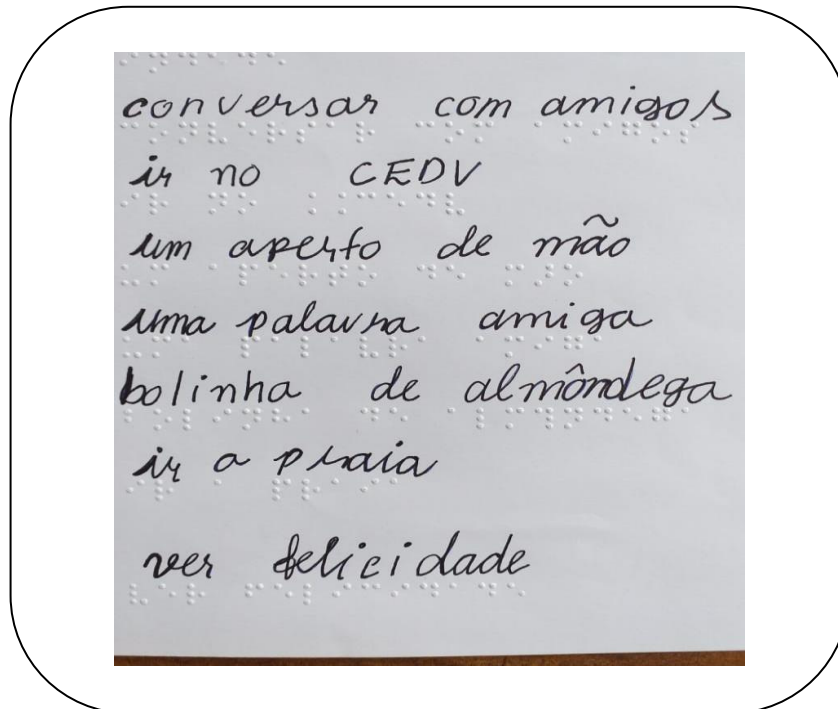 conversar com amigos
ir no CEDV
um aperto de mão
uma palavra amiga
bolinha de almôndega
ir a praia
ver felicidade